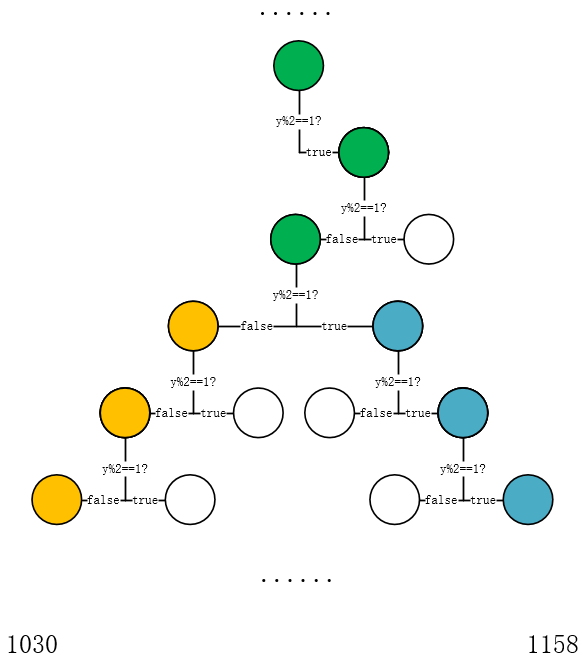 ......
y%2==1?
true
y%2==1?
false true
y%2==1?
false true
y%2==1? y%2==1?
false true false true
y%2==1? y%2==1?
false true false true
......
1030 1158